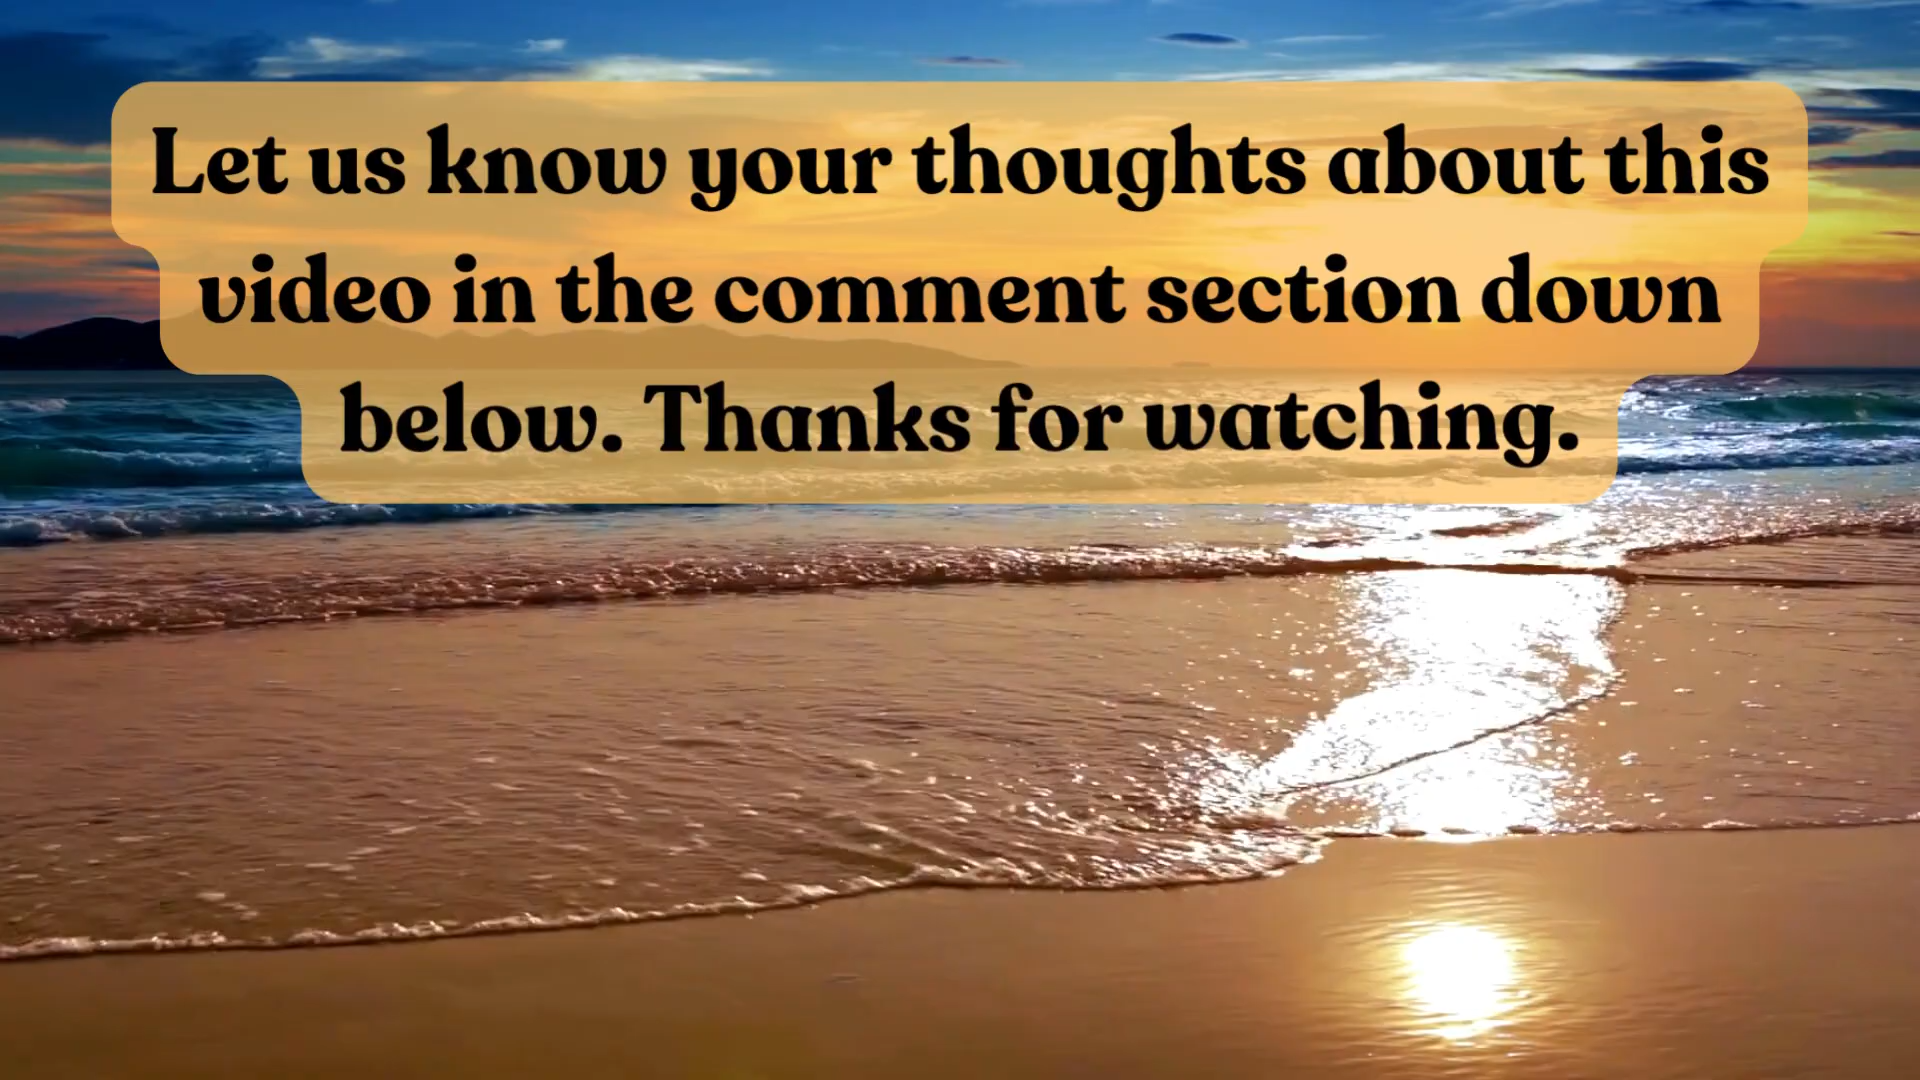 Let us know your thoughts about this
video in the comment section down
below. Thanks for watching.